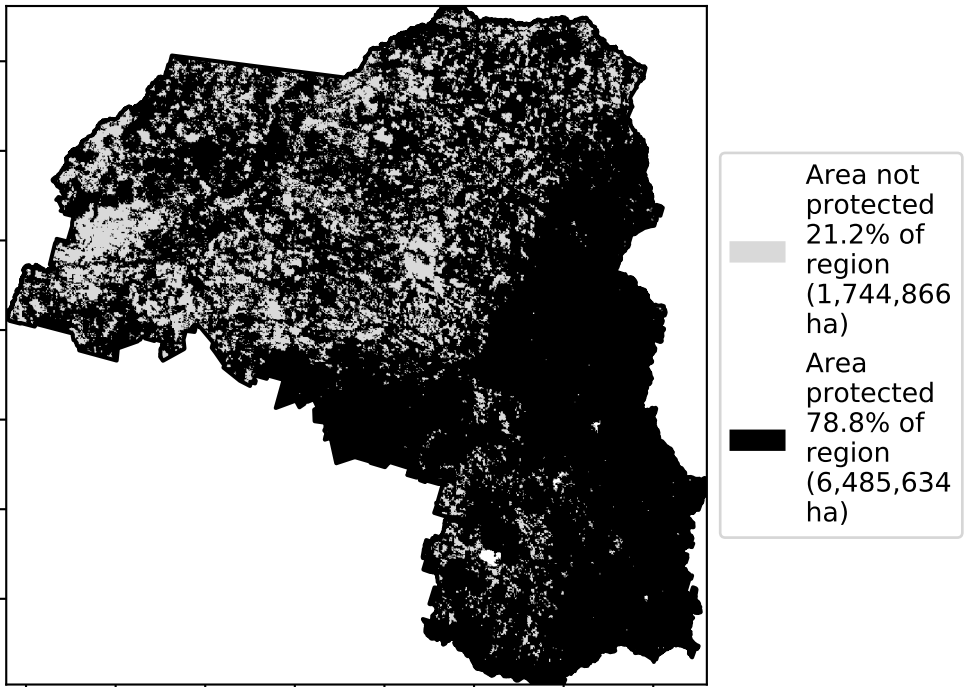 Area not
protected
21.2% of
region
(1,744,866
ha)
Area
protected
78.8% of
region
(6,485,634
ha)